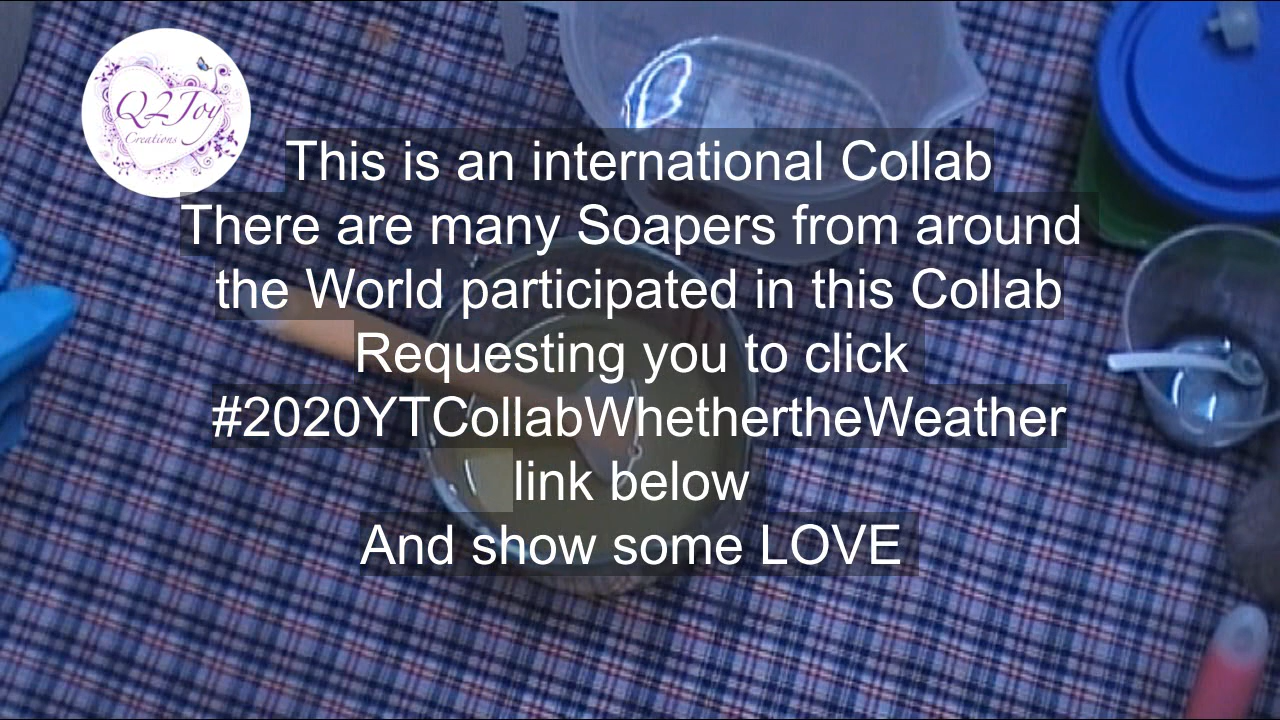 Q2Joy
Creations
This is an international Collab
There are many Soapers from around
the World participated in this Collab
Requesting you to click
#2020YTCollabWhethertheWeather
link below
And show some LOVE